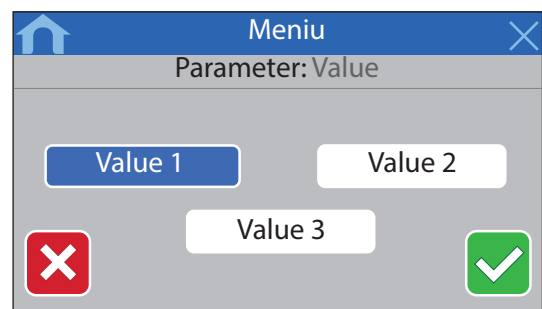 Meniu
Parameter: Value
Value 1
Value 2
Value 3